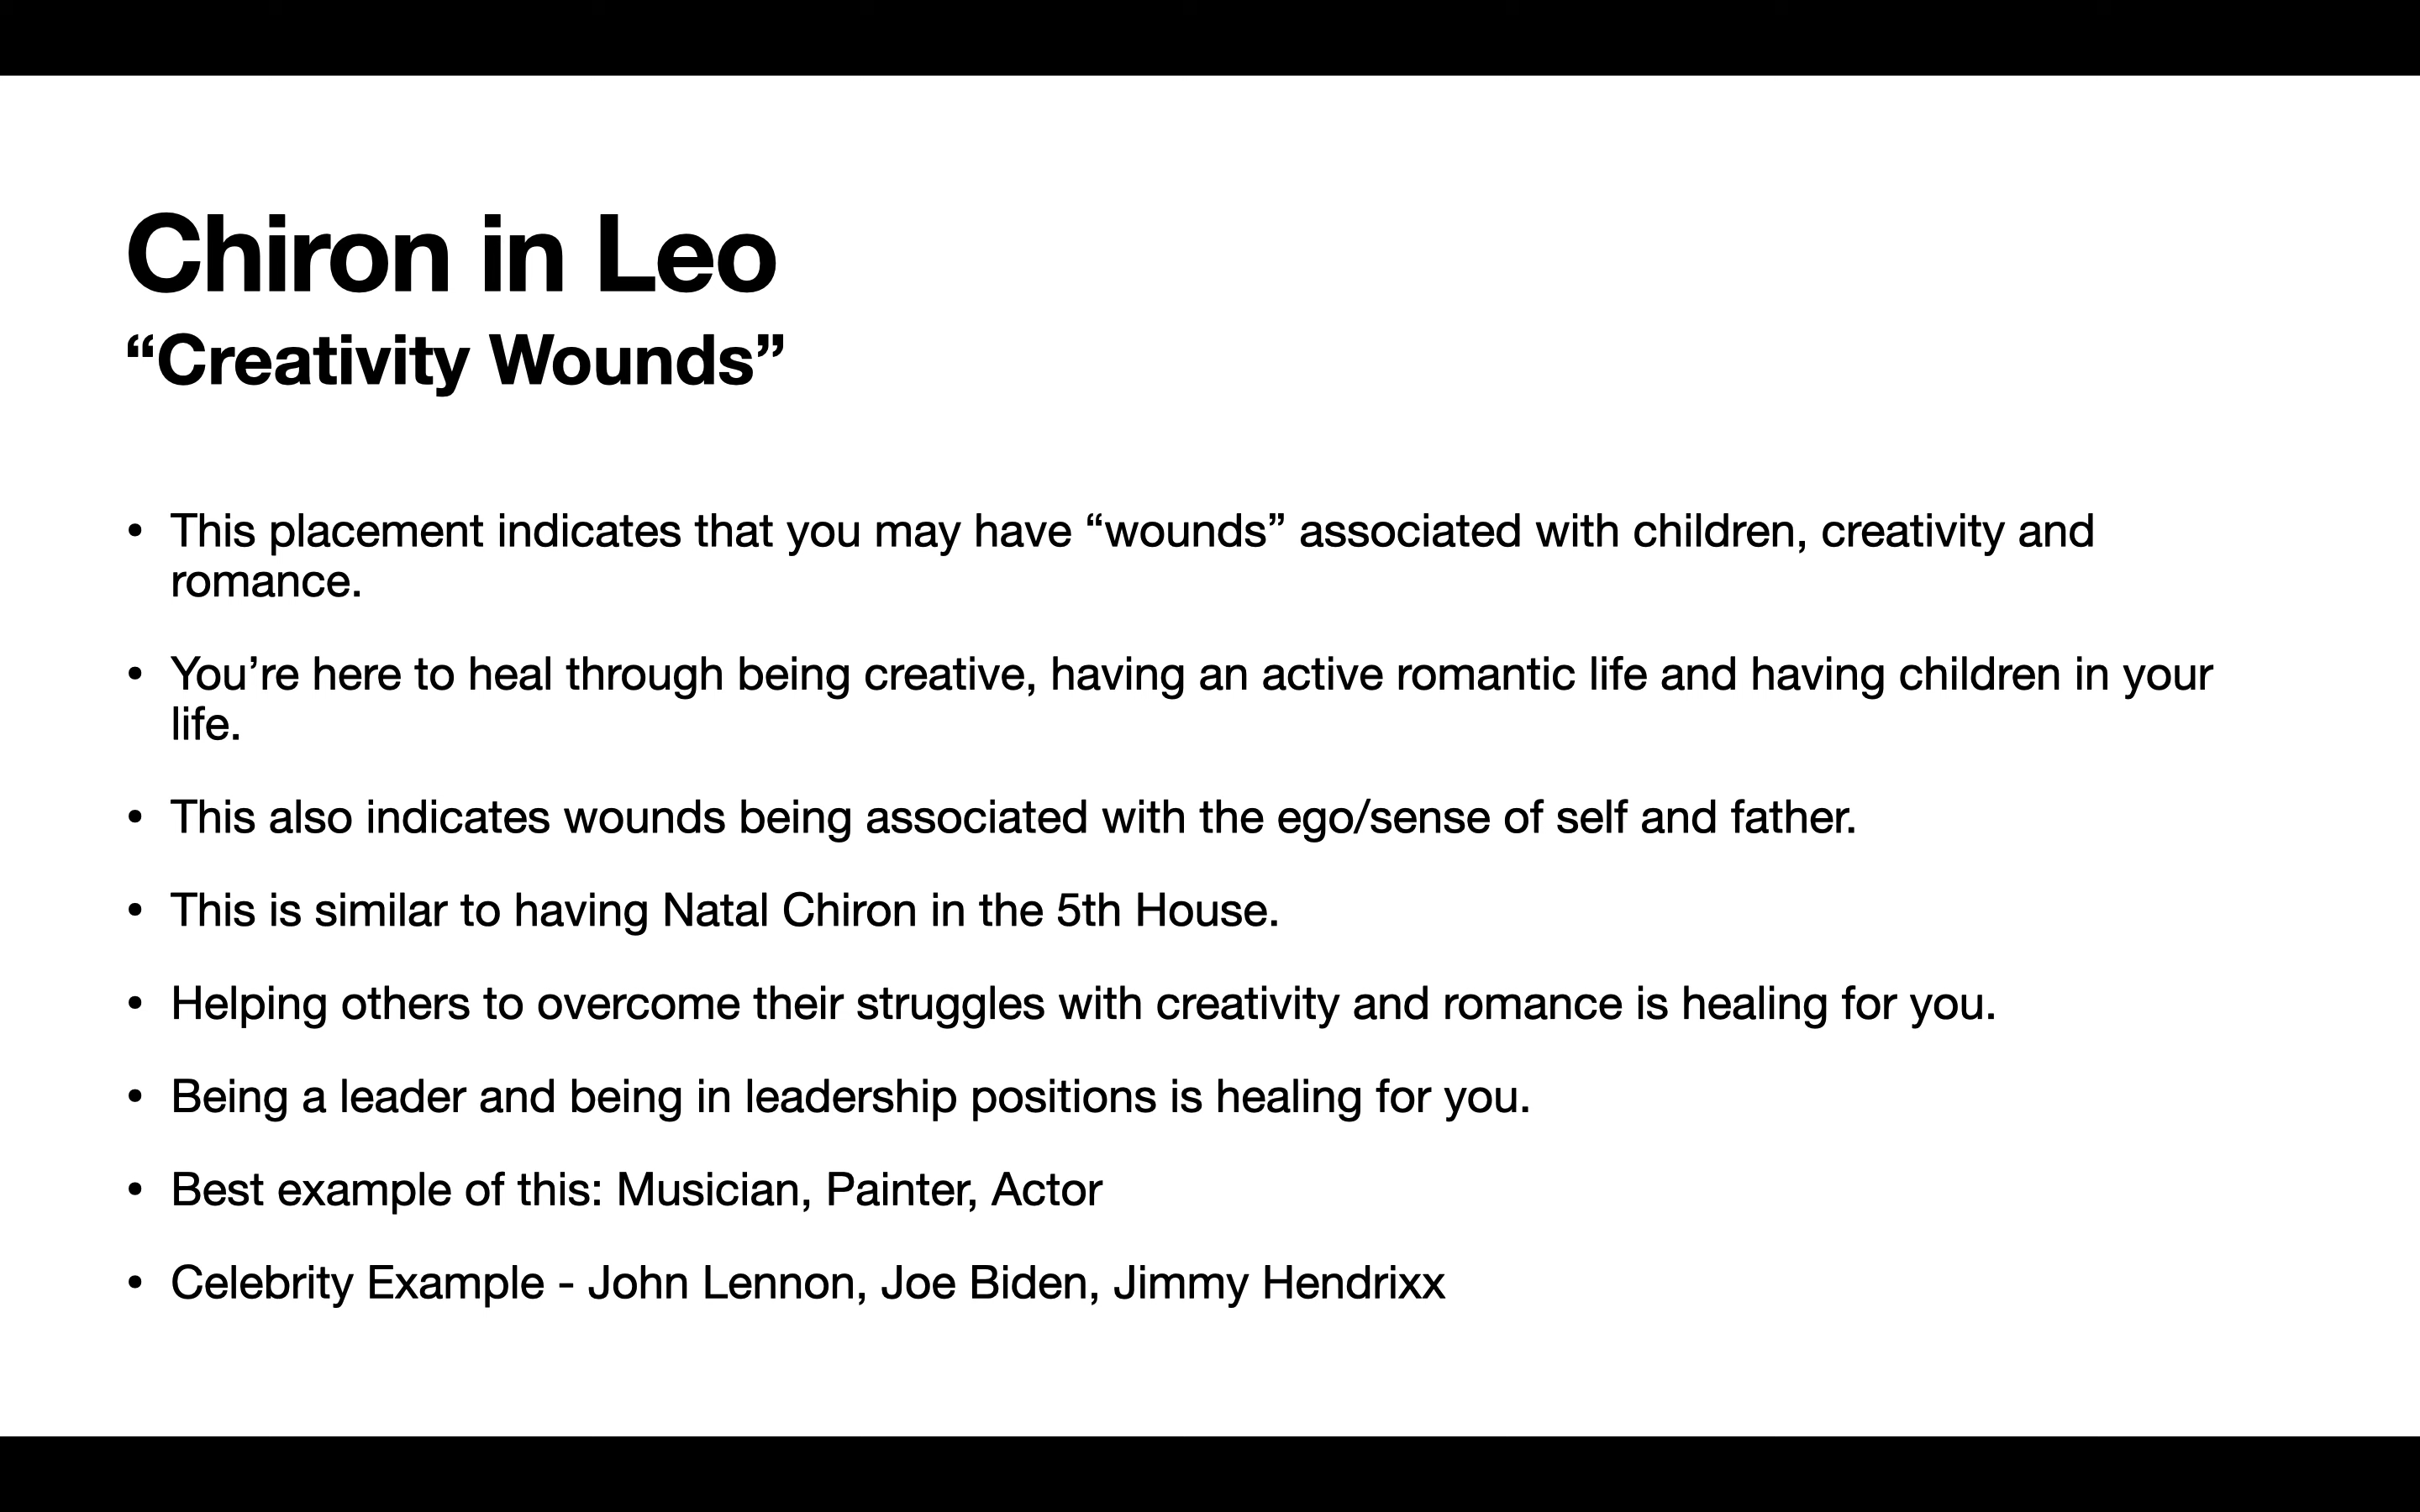 Chiron in Leo
“Creativity Wounds”
• This placement indicates that you may have “wounds” associated with children, creativity and
romance.
• You’re here to heal through being creative, having an active romantic life and having children in your
life.
• This also indicates wounds being associated with the ego/sense of self and father.
• This is similar to having Natal Chiron in the 5th House.
• Helping others to overcome their struggles with creativity and romance is healing for you.
• Being a leader and being in leadership positions is healing for you.
• Best example of this: Musician, Painter, Actor
• Celebrity Example - John Lennon, Joe Biden, Jimmy Hendrixx